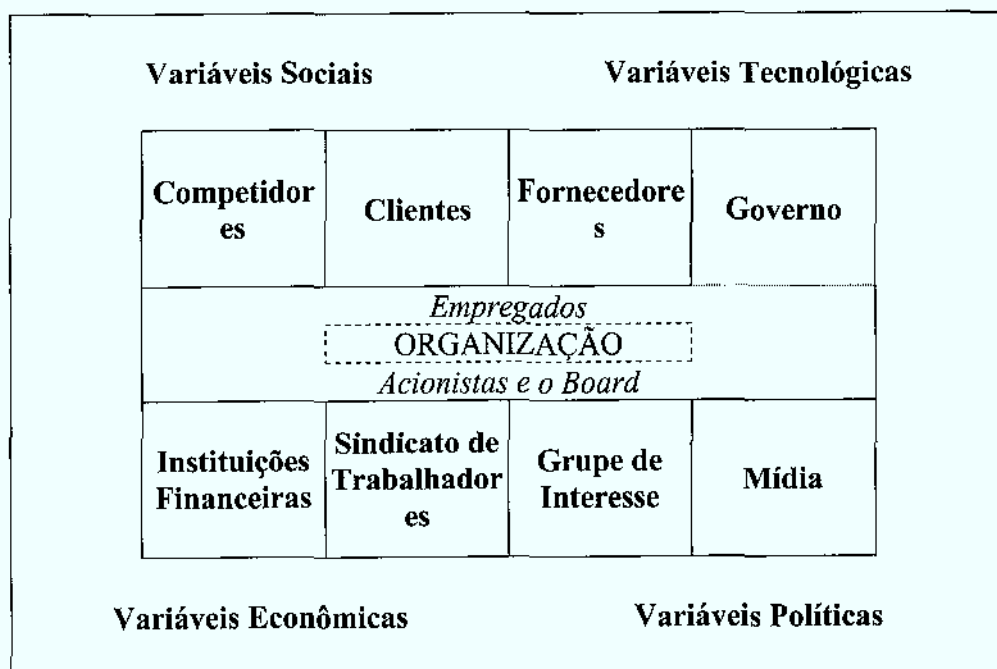 Variáveis Sociais
Variáveis Tecnológicas
Competidor
es
Clientes
Fornecedore
s
Governo
Empregados
ORGANIZAÇÃO
Acionistas e o Board
Instituições
Financeiras
Sindicato de
Trabalhador
es
Grupe de
Interesse
Mídia
Variáveis Econômicas
Variáveis Políticas